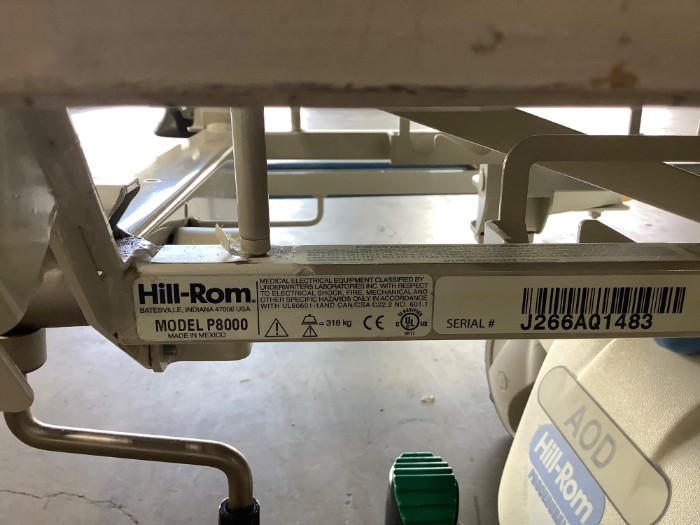 Hill-Rom.
BATESVILLE, INDIANA 47006 USA
MODEL P8000
MADE IN MEXICO
MEDICAL ELECTRICAL EQUIPMENT CLASSIFIED BY
UNDERWRITERS LABORATORIES INC. WITH RESPECT
TO ELECTRICAL SHOCK, FIRE, MECHANICAL AND
OTHER SPECIFIC HAZARDS ONLY IN ACCORDANCE
WITH UL60601-1 AND CAN/CSA C22.2 NO. 601.1
= 318 kg
CE
C UL US
SERIAL #
J266AQ1483
AOD
Hill-Rom